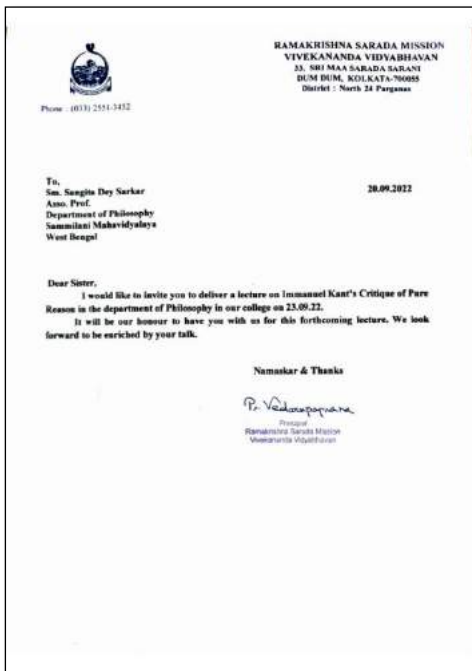 RAMAKRISHNA SARADA MISSION
VIVEKANANDA VIDYABHAVAN
33, SRI MAA SARADA SARANI
DUM DUM, KOLKATA-700055
District : North 24 Parganas
Phone : (033) 2551-3452
To,
Sm. Sangita Dey Sarkar
20.09.2022
Asso. Prof.
Department of Philosophy
Sammilani Mahavidyalaya
West Bengal
Dear Sister,
I would like to invite you to deliver a lecture on Immanuel Kant's Critique of Pure
Reason in the department of Philosophy in our college on 23.09.22.
It will be our honour to have you with us for this forthcoming lecture. We look
forward to be enriched by your talk.
Namaskar & Thanks
Principal
Ramakrishna Sarada Mission
Vivekananda Vidyabhavan